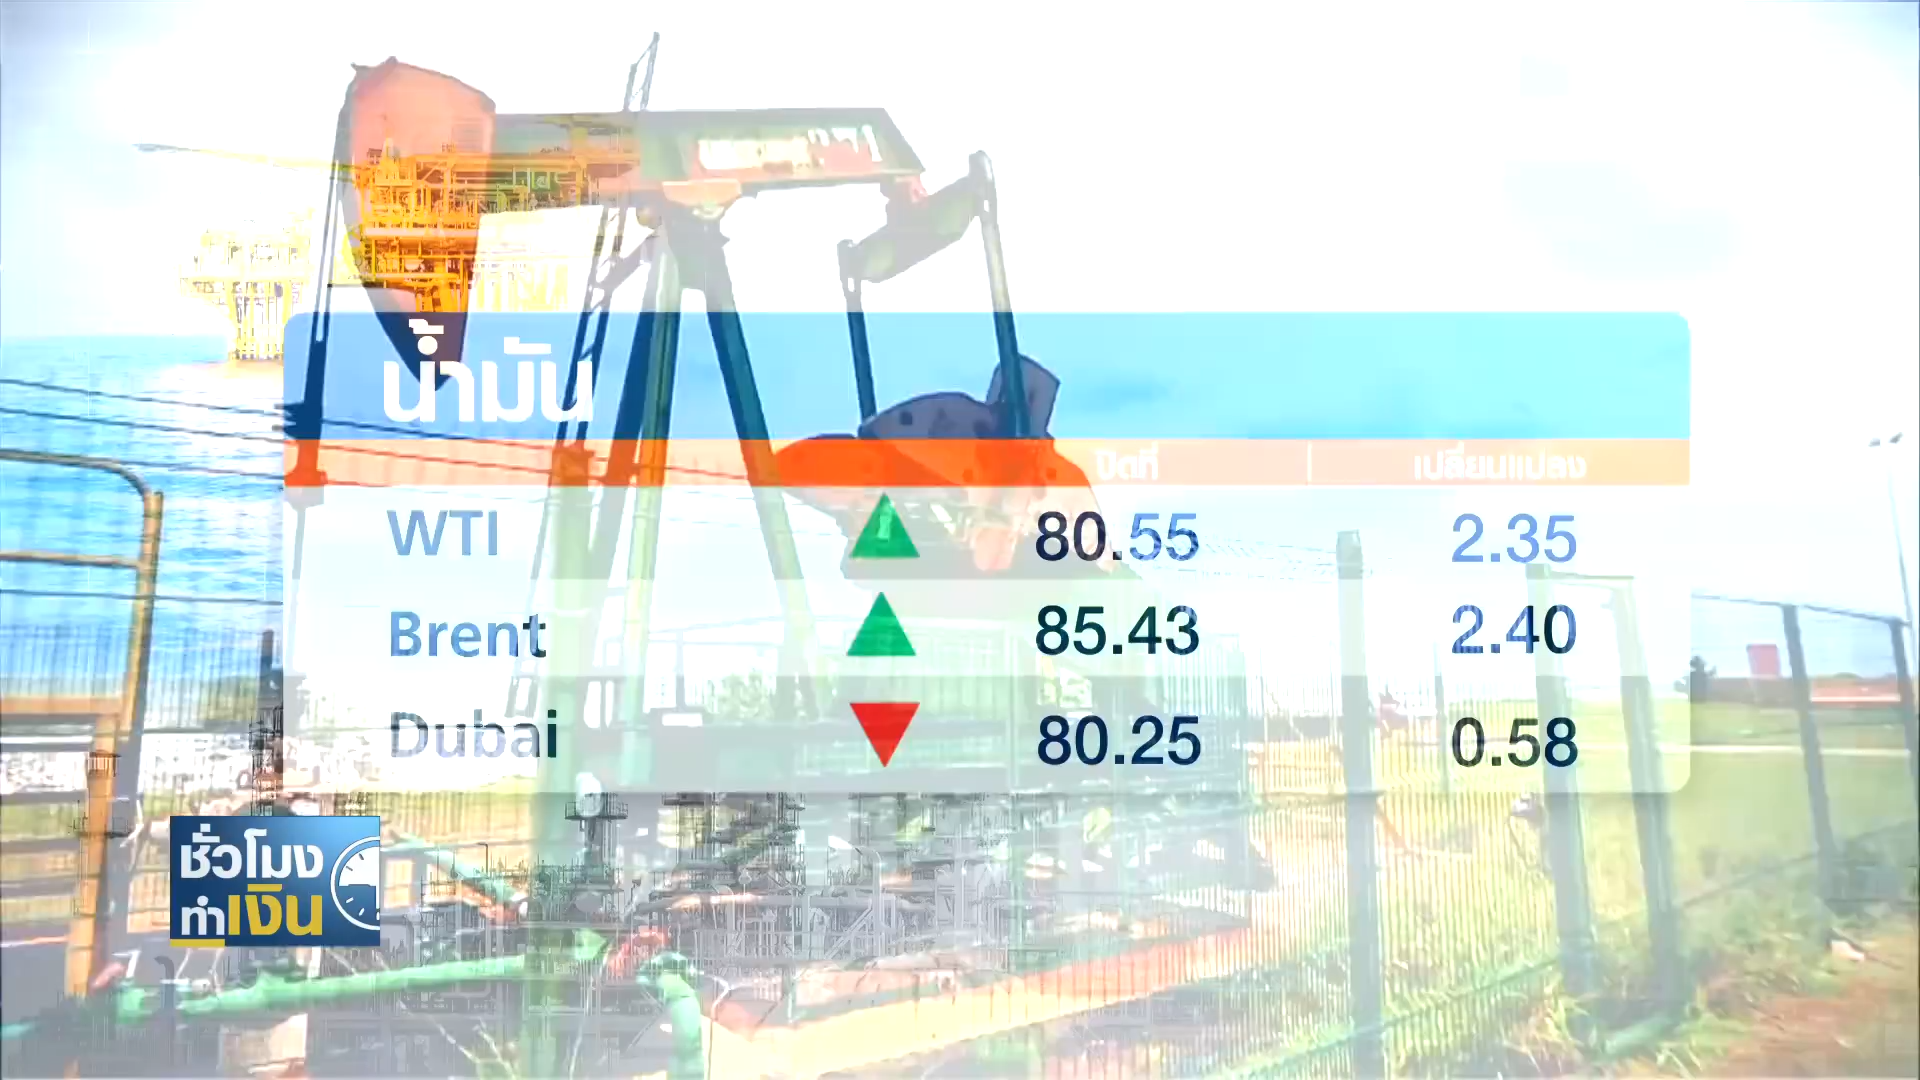 น้ำมัน
ปิดที่ เปลี่ยนแปลง
WTI 80.55 2.35
Brent 85.43 2.40
Dubai 80.25 0.58
ชั่วโมง
ทำเงิน